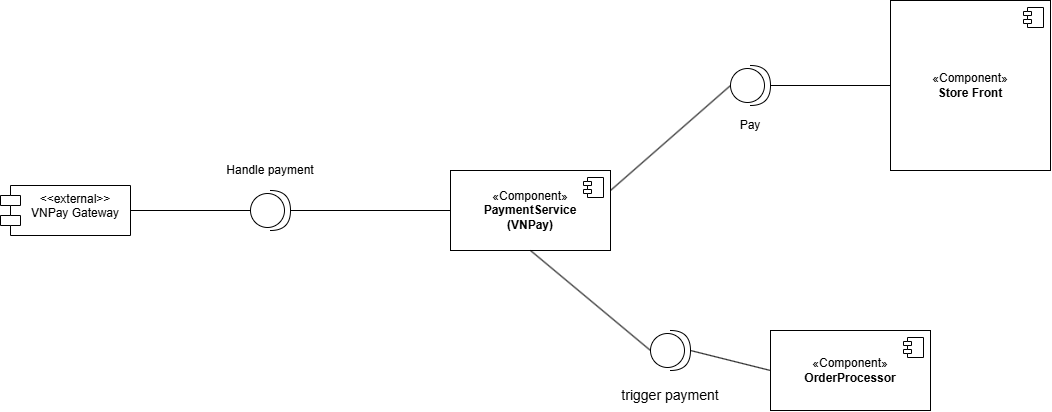 «Component»
Store Front
Pay
Handle payment
<<external>>
VNPay Gateway
«Component»
PaymentService
(VNPay)
«Component»
OrderProcessor
trigger payment